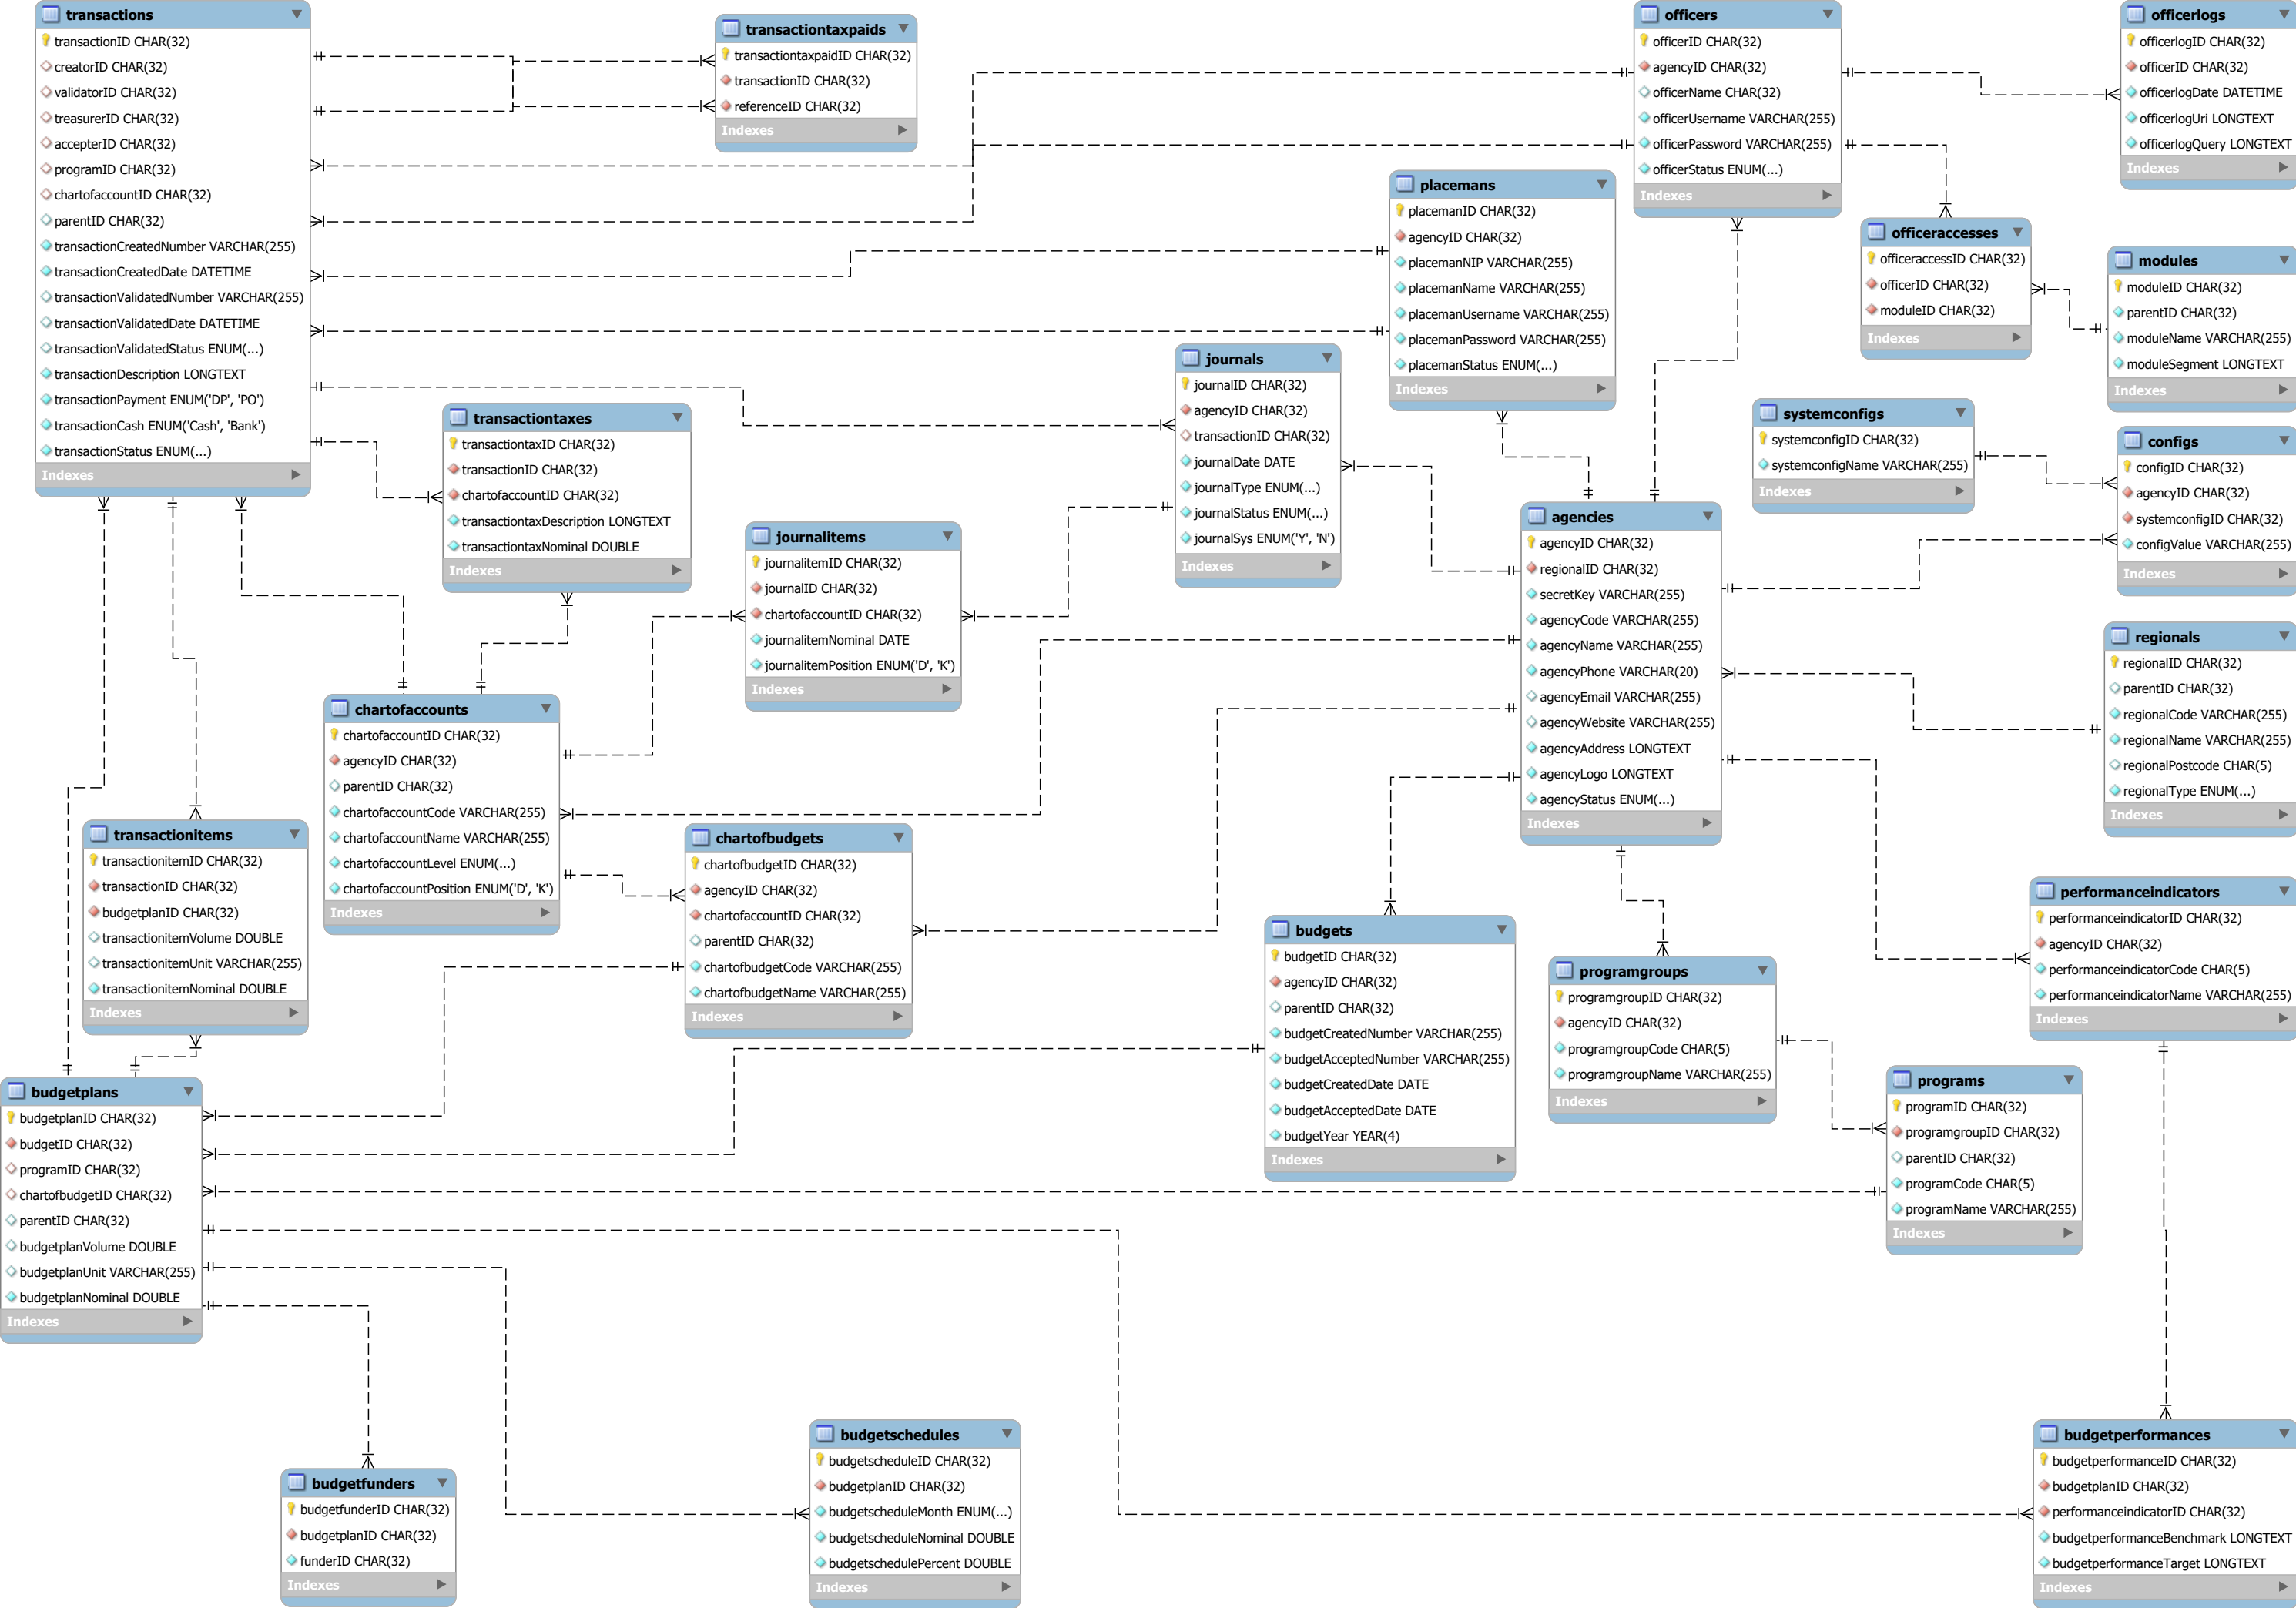 transactions
transactionID CHAR(32)
creatorID CHAR(32)
validatorID CHAR(32)
treasurerID CHAR(32)
accepterID CHAR(32)
programID CHAR(32)
chartofaccountID CHAR(32)
parentID CHAR(32)
transactionCreatedNumber VARCHAR(255)
transactionCreatedDate DATETIME
transactionValidatedNumber VARCHAR(255)
transactionValidatedDate DATETIME
transactionValidatedStatus ENUM(...)
transactionDescription LONGTEXT
transactionPayment ENUM('DP', 'PO')
transactionCash ENUM('Cash', 'Bank')
transactionStatus ENUM(...)
Indexes
transactiontaxpaids
transactiontaxpaidID CHAR(32)
transactionID CHAR(32)
referenceID CHAR(32)
Indexes
officers
officerID CHAR(32)
agencyID CHAR(32)
officerName CHAR(32)
officerUsername VARCHAR(255)
officerPassword VARCHAR(255)
officerStatus ENUM(...)
Indexes
officerlogs
officerlogID CHAR(32)
officerID CHAR(32)
officerlogDate DATETIME
officerlogUri LONGTEXT
officerlogQuery LONGTEXT
Indexes
placemans
placemanID CHAR(32)
agencyID CHAR(32)
placemanNIP VARCHAR(255)
placemanName VARCHAR(255)
placemanUsername VARCHAR(255)
placemanPassword VARCHAR(255)
placemanStatus ENUM(...)
Indexes
officeraccesses
officeraccessID CHAR(32)
officerID CHAR(32)
moduleID CHAR(32)
Indexes
modules
moduleID CHAR(32)
parentID CHAR(32)
moduleName VARCHAR(255)
moduleSegment LONGTEXT
Indexes
journals
journalID CHAR(32)
agencyID CHAR(32)
transactionID CHAR(32)
journalDate DATE
journalType ENUM(...)
journalStatus ENUM(...)
journalSys ENUM('Y', 'N')
Indexes
transactiontaxes
transactiontaxID CHAR(32)
transactionID CHAR(32)
chartofaccountID CHAR(32)
transactiontaxDescription LONGTEXT
transactiontaxNominal DOUBLE
Indexes
systemconfigs
systemconfigID CHAR(32)
systemconfigName VARCHAR(255)
Indexes
configs
configID CHAR(32)
agencyID CHAR(32)
systemconfigID CHAR(32)
configValue VARCHAR(255)
Indexes
journalitems
journalitemID CHAR(32)
journalID CHAR(32)
chartofaccountID CHAR(32)
journalitemNominal DATE
journalitemPosition ENUM('D', 'K')
Indexes
agencies
agencyID CHAR(32)
regionalID CHAR(32)
secretKey VARCHAR(255)
agencyCode VARCHAR(255)
agencyName VARCHAR(255)
agencyPhone VARCHAR(20)
agencyEmail VARCHAR(255)
agencyWebsite VARCHAR(255)
agencyAddress LONGTEXT
agencyLogo LONGTEXT
agencyStatus ENUM(...)
Indexes
regionals
regionalID CHAR(32)
parentID CHAR(32)
regionalCode VARCHAR(255)
regionalName VARCHAR(255)
regionalPostcode CHAR(5)
regionalType ENUM(...)
Indexes
chartofaccounts
chartofaccountID CHAR(32)
agencyID CHAR(32)
parentID CHAR(32)
chartofaccountCode VARCHAR(255)
chartofaccountName VARCHAR(255)
chartofaccountLevel ENUM(...)
chartofaccountPosition ENUM('D', 'K')
Indexes
transactionitems
transactionitemID CHAR(32)
transactionID CHAR(32)
budgetplanID CHAR(32)
transactionitemVolume DOUBLE
transactionitemUnit VARCHAR(255)
transactionitemNominal DOUBLE
Indexes
chartofbudgets
chartofbudgetID CHAR(32)
agencyID CHAR(32)
chartofaccountID CHAR(32)
parentID CHAR(32)
chartofbudgetCode VARCHAR(255)
chartofbudgetName VARCHAR(255)
Indexes
budgets
budgetID CHAR(32)
agencyID CHAR(32)
parentID CHAR(32)
budgetCreatedNumber VARCHAR(255)
budgetAcceptedNumber VARCHAR(255)
budgetCreatedDate DATE
budgetAcceptedDate DATE
budgetYear YEAR(4)
Indexes
programgroups
programgroupID CHAR(32)
agencyID CHAR(32)
programgroupCode CHAR(5)
programgroupName VARCHAR(255)
Indexes
performanceindicators
performanceindicatorID CHAR(32)
agencyID CHAR(32)
performanceindicatorCode CHAR(5)
performanceindicatorName VARCHAR(255)
Indexes
programs
programID CHAR(32)
programgroupID CHAR(32)
parentID CHAR(32)
programCode CHAR(5)
programName VARCHAR(255)
Indexes
budgetplans
budgetplanID CHAR(32)
budgetID CHAR(32)
programID CHAR(32)
chartofbudgetID CHAR(32)
parentID CHAR(32)
budgetplanVolume DOUBLE
budgetplanUnit VARCHAR(255)
budgetplanNominal DOUBLE
Indexes
budgetfunders
budgetfunderID CHAR(32)
budgetplanID CHAR(32)
funderID CHAR(32)
Indexes
budgetschedules
budgetscheduleID CHAR(32)
budgetplanID CHAR(32)
budgetscheduleMonth ENUM(...)
budgetscheduleNominal DOUBLE
budgetschedulePercent DOUBLE
Indexes
budgetperformances
budgetperformanceID CHAR(32)
budgetplanID CHAR(32)
performanceindicatorID CHAR(32)
budgetperformanceBenchmark LONGTEXT
budgetperformanceTarget LONGTEXT
Indexes